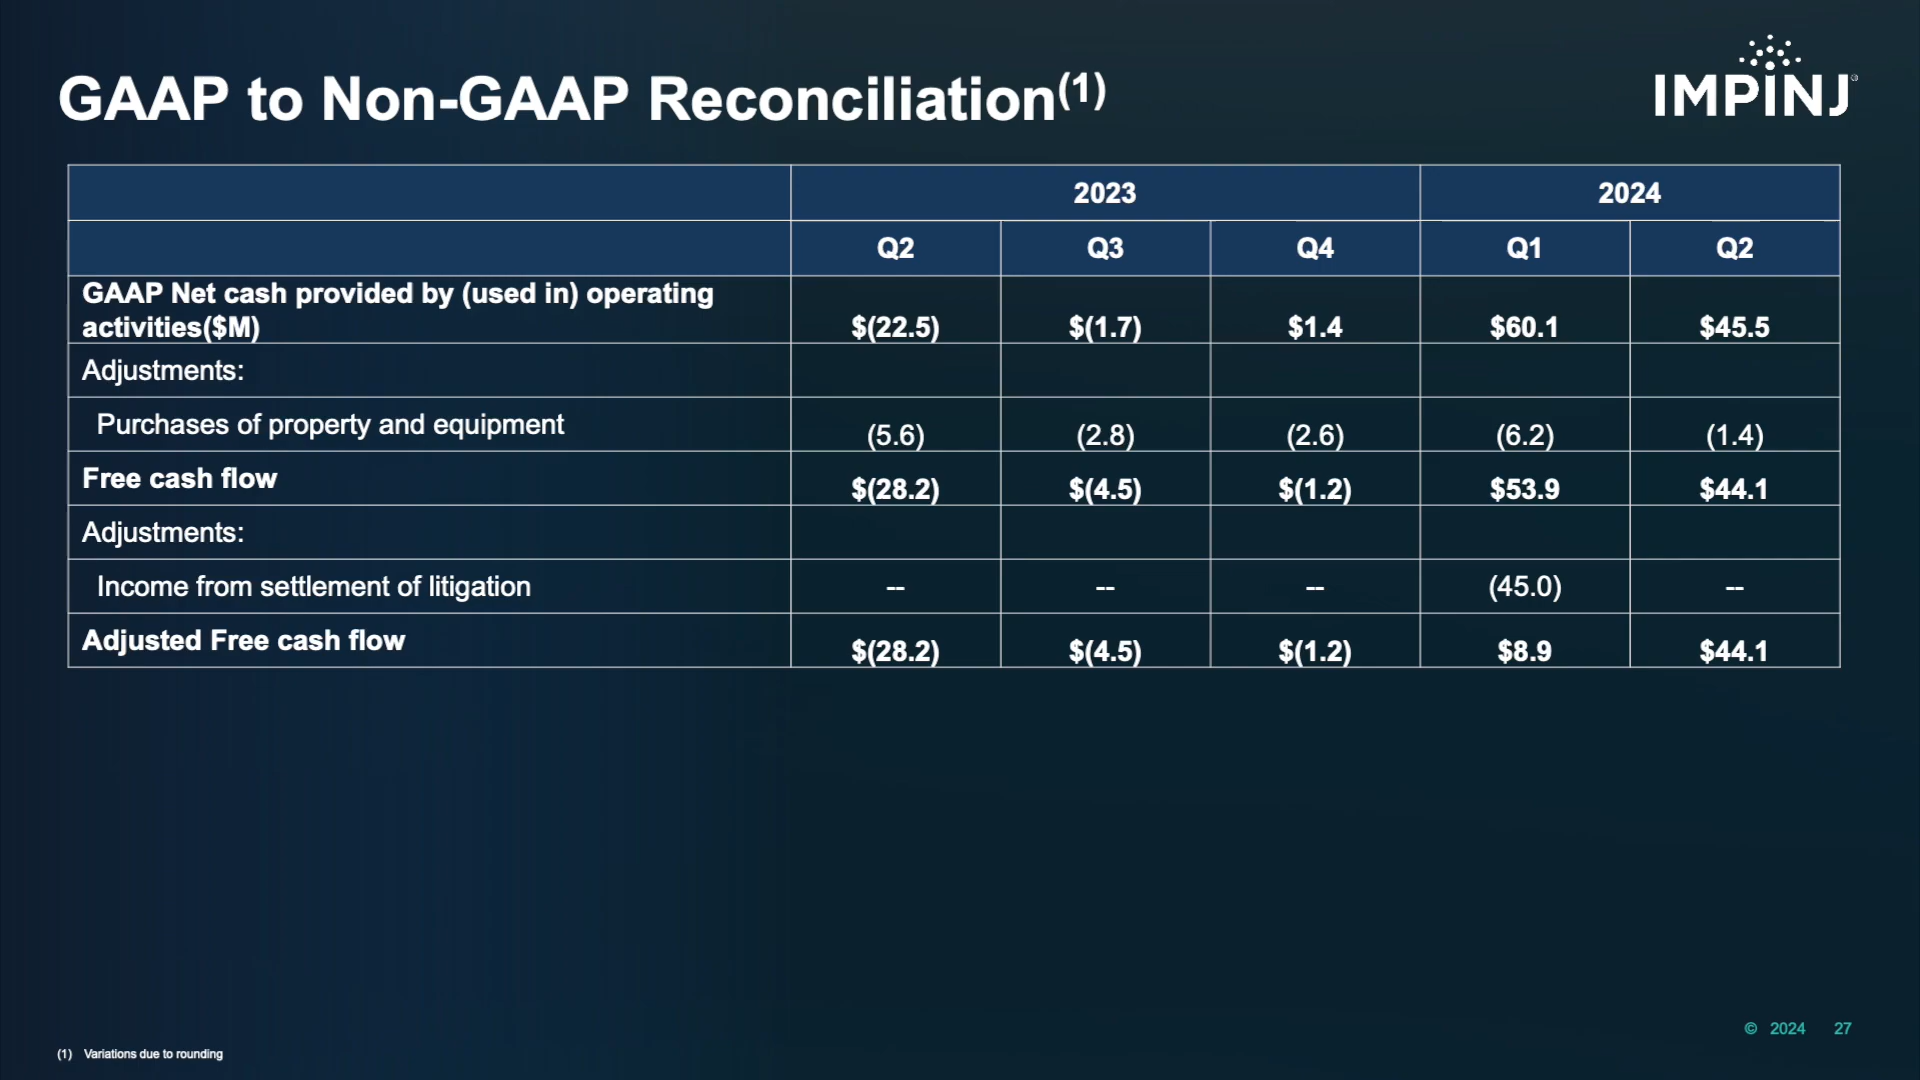 GAAP to Non-GAAP Reconciliation(1)
IMPINJ®
2023 2024
Q2 Q3 Q4 Q1 Q2
GAAP Net cash provided by (used in) operating
activities($M) $(22.5) $(1.7) $1.4 $60.1 $45.5
Adjustments:
Purchases of property and equipment (5.6) (2.8) (2.6) (6.2) (1.4)
Free cash flow $(28.2) $(4.5) $(1.2) $53.9 $44.1
Adjustments:
Income from settlement of litigation -- -- -- (45.0) --
Adjusted Free cash flow $(28.2) $(4.5) $(1.2) $8.9 $44.1
© 2024 27
(1) Variations due to rounding